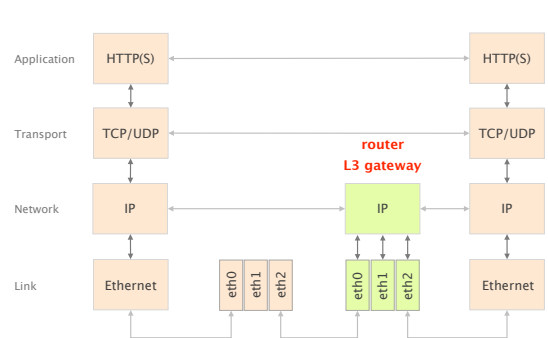 Application
HTTP(S)
HTTP(S)
Transport
TCP/UDP
TCP/UDP
router
L3 gateway
Network
IP
IP
IP
Link
Ethernet
eth0
eth1
eth2
eth0
eth1
eth2
Ethernet